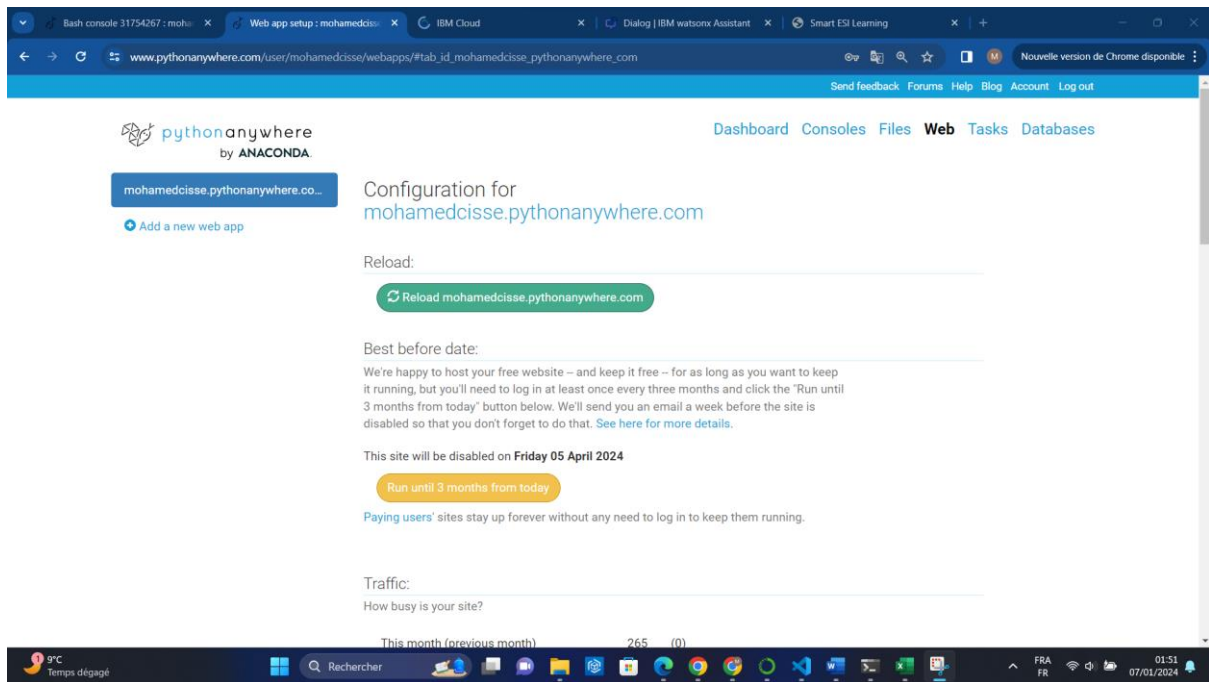 Bash console 31754267 : moha
Web app setup : mohamedcisse
IBM Cloud
Dialog | IBM watsonx Assistant
Smart ESI Learning
www.pythonanywhere.com/user/mohamedcisse/webapps/#tab_id_mohamedcisse_pythonanywhere_com
M
Nouvelle version de Chrome disponible
Send feedback Forums Help Blog Account Log out
pythonanywhere
by ANACONDA.
Dashboard Consoles Files Web Tasks Databases
mohamedcisse.pythonanywhere.co...
Add a new web app
Configuration for
mohamedcisse.pythonanywhere.com
Reload:
Reload mohamedcisse.pythonanywhere.com
Best before date:
We're happy to host your free website – and keep it free – for as long as you want to keep
it running, but you'll need to log in at least once every three months and click the "Run until
3 months from today" button below. We'll send you an email a week before the site is
disabled so that you don't forget to do that. See here for more details.
This site will be disabled on Friday 05 April 2024
Run until 3 months from today
Paying users' sites stay up forever without any need to log in to keep them running.
Traffic:
How busy is your site?
This month (previous month) 265 (0)
1
9°C
Temps dégagé
Rechercher
FRA
FR
01:51
07/01/2024